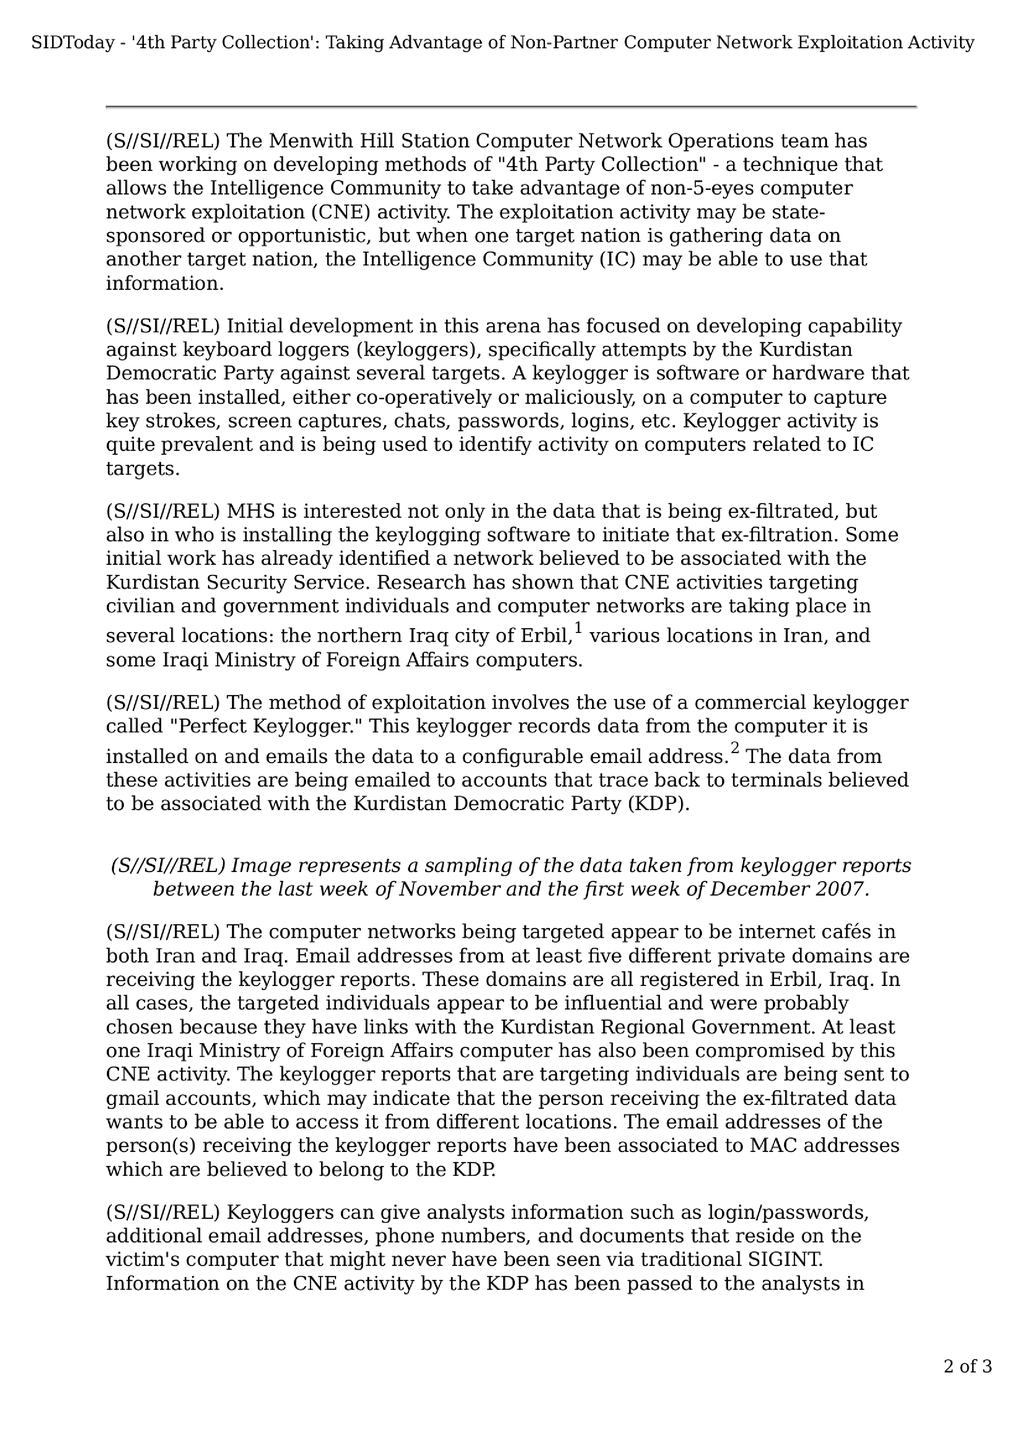 SIDToday - '4th Party Collection': Taking Advantage of Non-Partner Computer Network Exploitation Activity
(S//SI//REL) The Menwith Hill Station Computer Network Operations team has
been working on developing methods of "4th Party Collection" - a technique that
allows the Intelligence Community to take advantage of non-5-eyes computer
network exploitation (CNE) activity. The exploitation activity may be state-
sponsored or opportunistic, but when one target nation is gathering data on
another target nation, the Intelligence Community (IC) may be able to use that
information.
(S//SI//REL) Initial development in this arena has focused on developing capability
against keyboard loggers (keyloggers), specifically attempts by the Kurdistan
Democratic Party against several targets. A keylogger is software or hardware that
has been installed, either co-operatively or maliciously, on a computer to capture
key strokes, screen captures, chats, passwords, logins, etc. Keylogger activity is
quite prevalent and is being used to identify activity on computers related to IC
targets.
(S//SI//REL) MHS is interested not only in the data that is being ex-filtrated, but
also in who is installing the keylogging software to initiate that ex-filtration. Some
initial work has already identified a network believed to be associated with the
Kurdistan Security Service. Research has shown that CNE activities targeting
civilian and government individuals and computer networks are taking place in
several locations: the northern Iraq city of Erbil,1 various locations in Iran, and
some Iraqi Ministry of Foreign Affairs computers.
(S//SI//REL) The method of exploitation involves the use of a commercial keylogger
called "Perfect Keylogger." This keylogger records data from the computer it is
installed on and emails the data to a configurable email address.2 The data from
these activities are being emailed to accounts that trace back to terminals believed
to be associated with the Kurdistan Democratic Party (KDP).
(S//SI//REL) Image represents a sampling of the data taken from keylogger reports
between the last week of November and the first week of December 2007.
(S//SI//REL) The computer networks being targeted appear to be internet cafés in
both Iran and Iraq. Email addresses from at least five different private domains are
receiving the keylogger reports. These domains are all registered in Erbil, Iraq. In
all cases, the targeted individuals appear to be influential and were probably
chosen because they have links with the Kurdistan Regional Government. At least
one Iraqi Ministry of Foreign Affairs computer has also been compromised by this
CNE activity. The keylogger reports that are targeting individuals are being sent to
gmail accounts, which may indicate that the person receiving the ex-filtrated data
wants to be able to access it from different locations. The email addresses of the
person(s) receiving the keylogger reports have been associated to MAC addresses
which are believed to belong to the KDP.
(S//SI//REL) Keyloggers can give analysts information such as login/passwords,
additional email addresses, phone numbers, and documents that reside on the
victim's computer that might never have been seen via traditional SIGINT.
Information on the CNE activity by the KDP has been passed to the analysts in
2 of 3